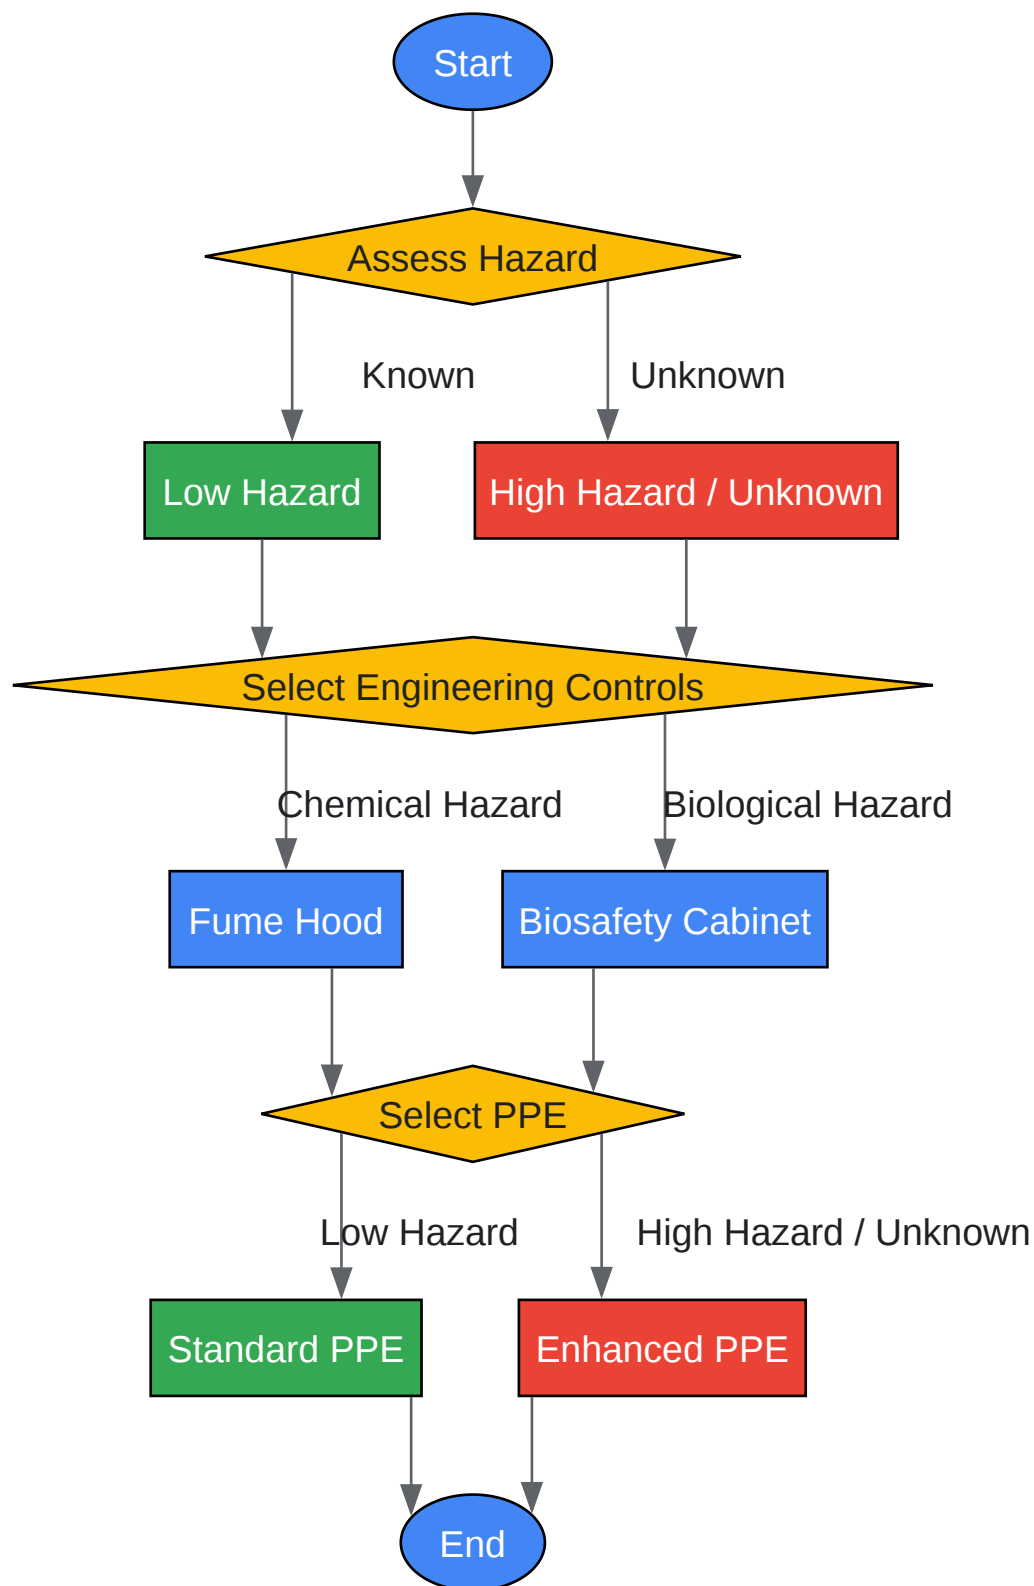 Start
Assess Hazard
Known
Unknown
Low Hazard
High Hazard / Unknown
Select Engineering Controls
Chemical Hazard
Biological Hazard
Fume Hood
Biosafety Cabinet
Select PPE
Low Hazard
High Hazard / Unknown
Standard PPE
Enhanced PPE
End